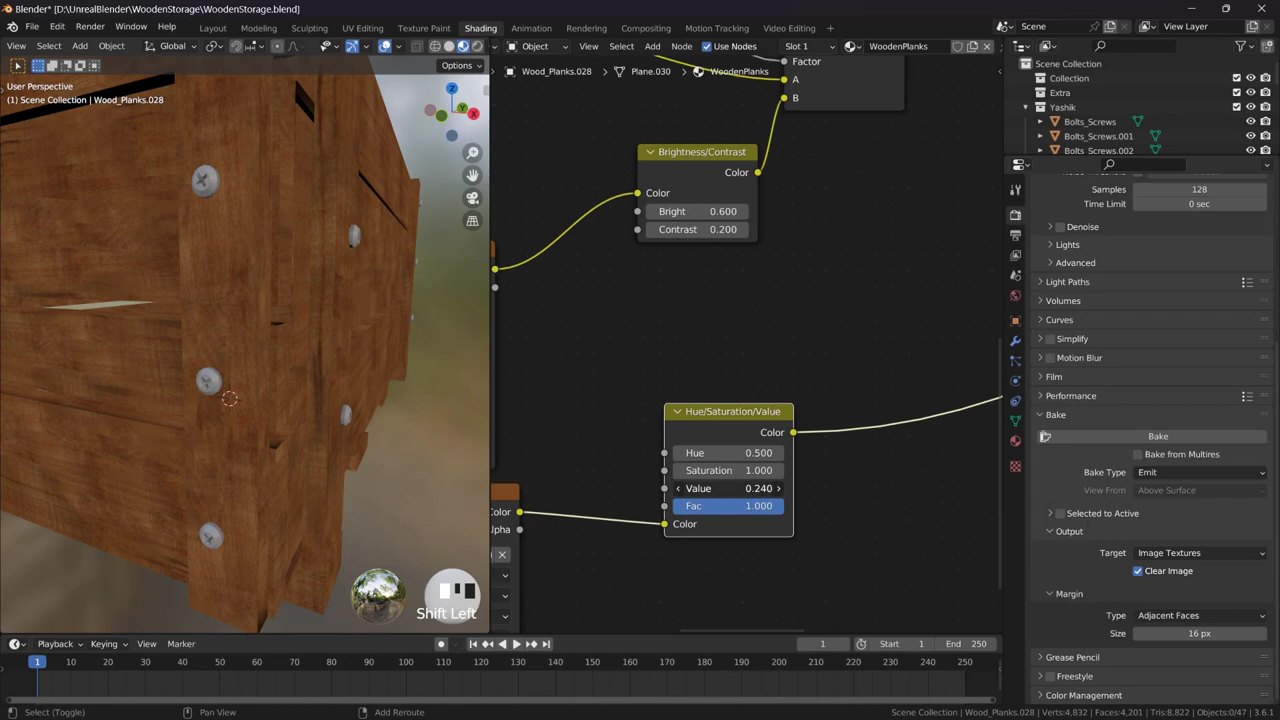 Blender* [D:\UnrealBlender\WoodenStorage\WoodenStorage.blend]
File Edit Render Window Help Layout Modeling Sculpting UV Editing Shading Texture Paint Animation Rendering Compositing Motion Tracking Video Editing Scene View Layer
View Select Add Object Global Object View Select Add Node Use Nodes Slot 1 WoodenPlanks
Options
Wood_Planks.028 Plane.030 WoodenPlanks
User Perspective
(1) Scene Collection | Wood_Planks.028
Z
Y
X
Factor
A
B
Brightness/Contrast
Color
Color
Bright 0.600
Contrast 0.200
Hue/Saturation/Value
Color
Hue 0.500
Saturation 1.000
Value 0.240
Fac 1.000
Color
Color
Alpha
Shift Left
Scene Collection
Collection
Extra
Yashik
Bolts_Screws
Bolts_Screws.001
Bolts_Screws.002
Samples 128
Time Limit 0 sec
Denoise
Lights
Advanced
Light Paths
Volumes
Curves
Simplify
Motion Blur
Film
Performance
Bake
Bake
Bake from Multires
Bake Type Emit
View From Above Surface
Selected to Active
Output
Target Image Textures
Clear Image
Margin
Type Adjacent Faces
Size 16 px
Grease Pencil
Freestyle
Color Management
Playback Keying View Marker 1 Start 1 End 250
1 10 20 30 40 50 60 70 80 90 100 110 120 130 140 150 160 170 180 190 200 210 220 230 240 250
Select (Toggle) Pan View Add Reroute Scene Collection | Wood_Planks.028 | Verts:4,832 | Faces:4,201 | Tris:8,822 | Objects:0/47 | 3.6.1